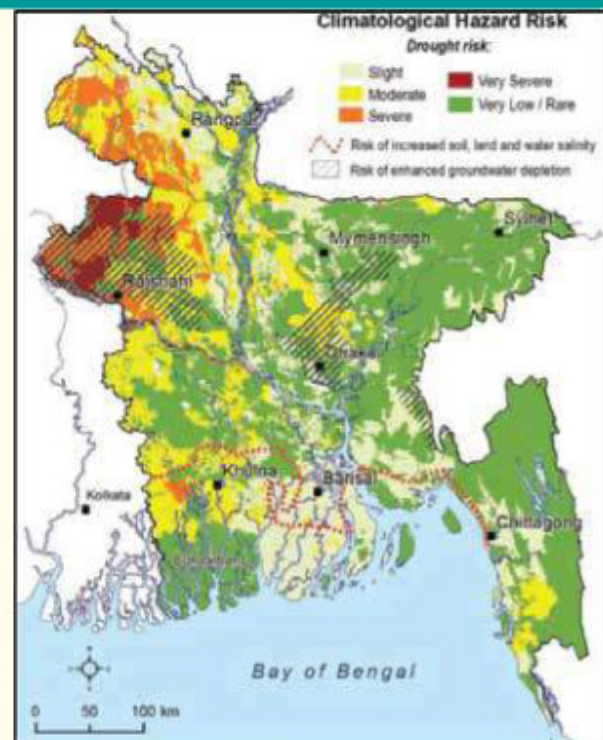 Climatological Hazard Risk
Drought risk:
Slight
Moderate
Severe
Very Severe
Very Low / Rare
Risk of increased soil, land and water salinity
Risk of enhanced groundwater depletion
Rangpur
Sylhet
Mymensingh
Rajshahi
Dhaka
Khulna
Barisal
Kolkata
Chittagong
Bay of Bengal
0 50 100 km